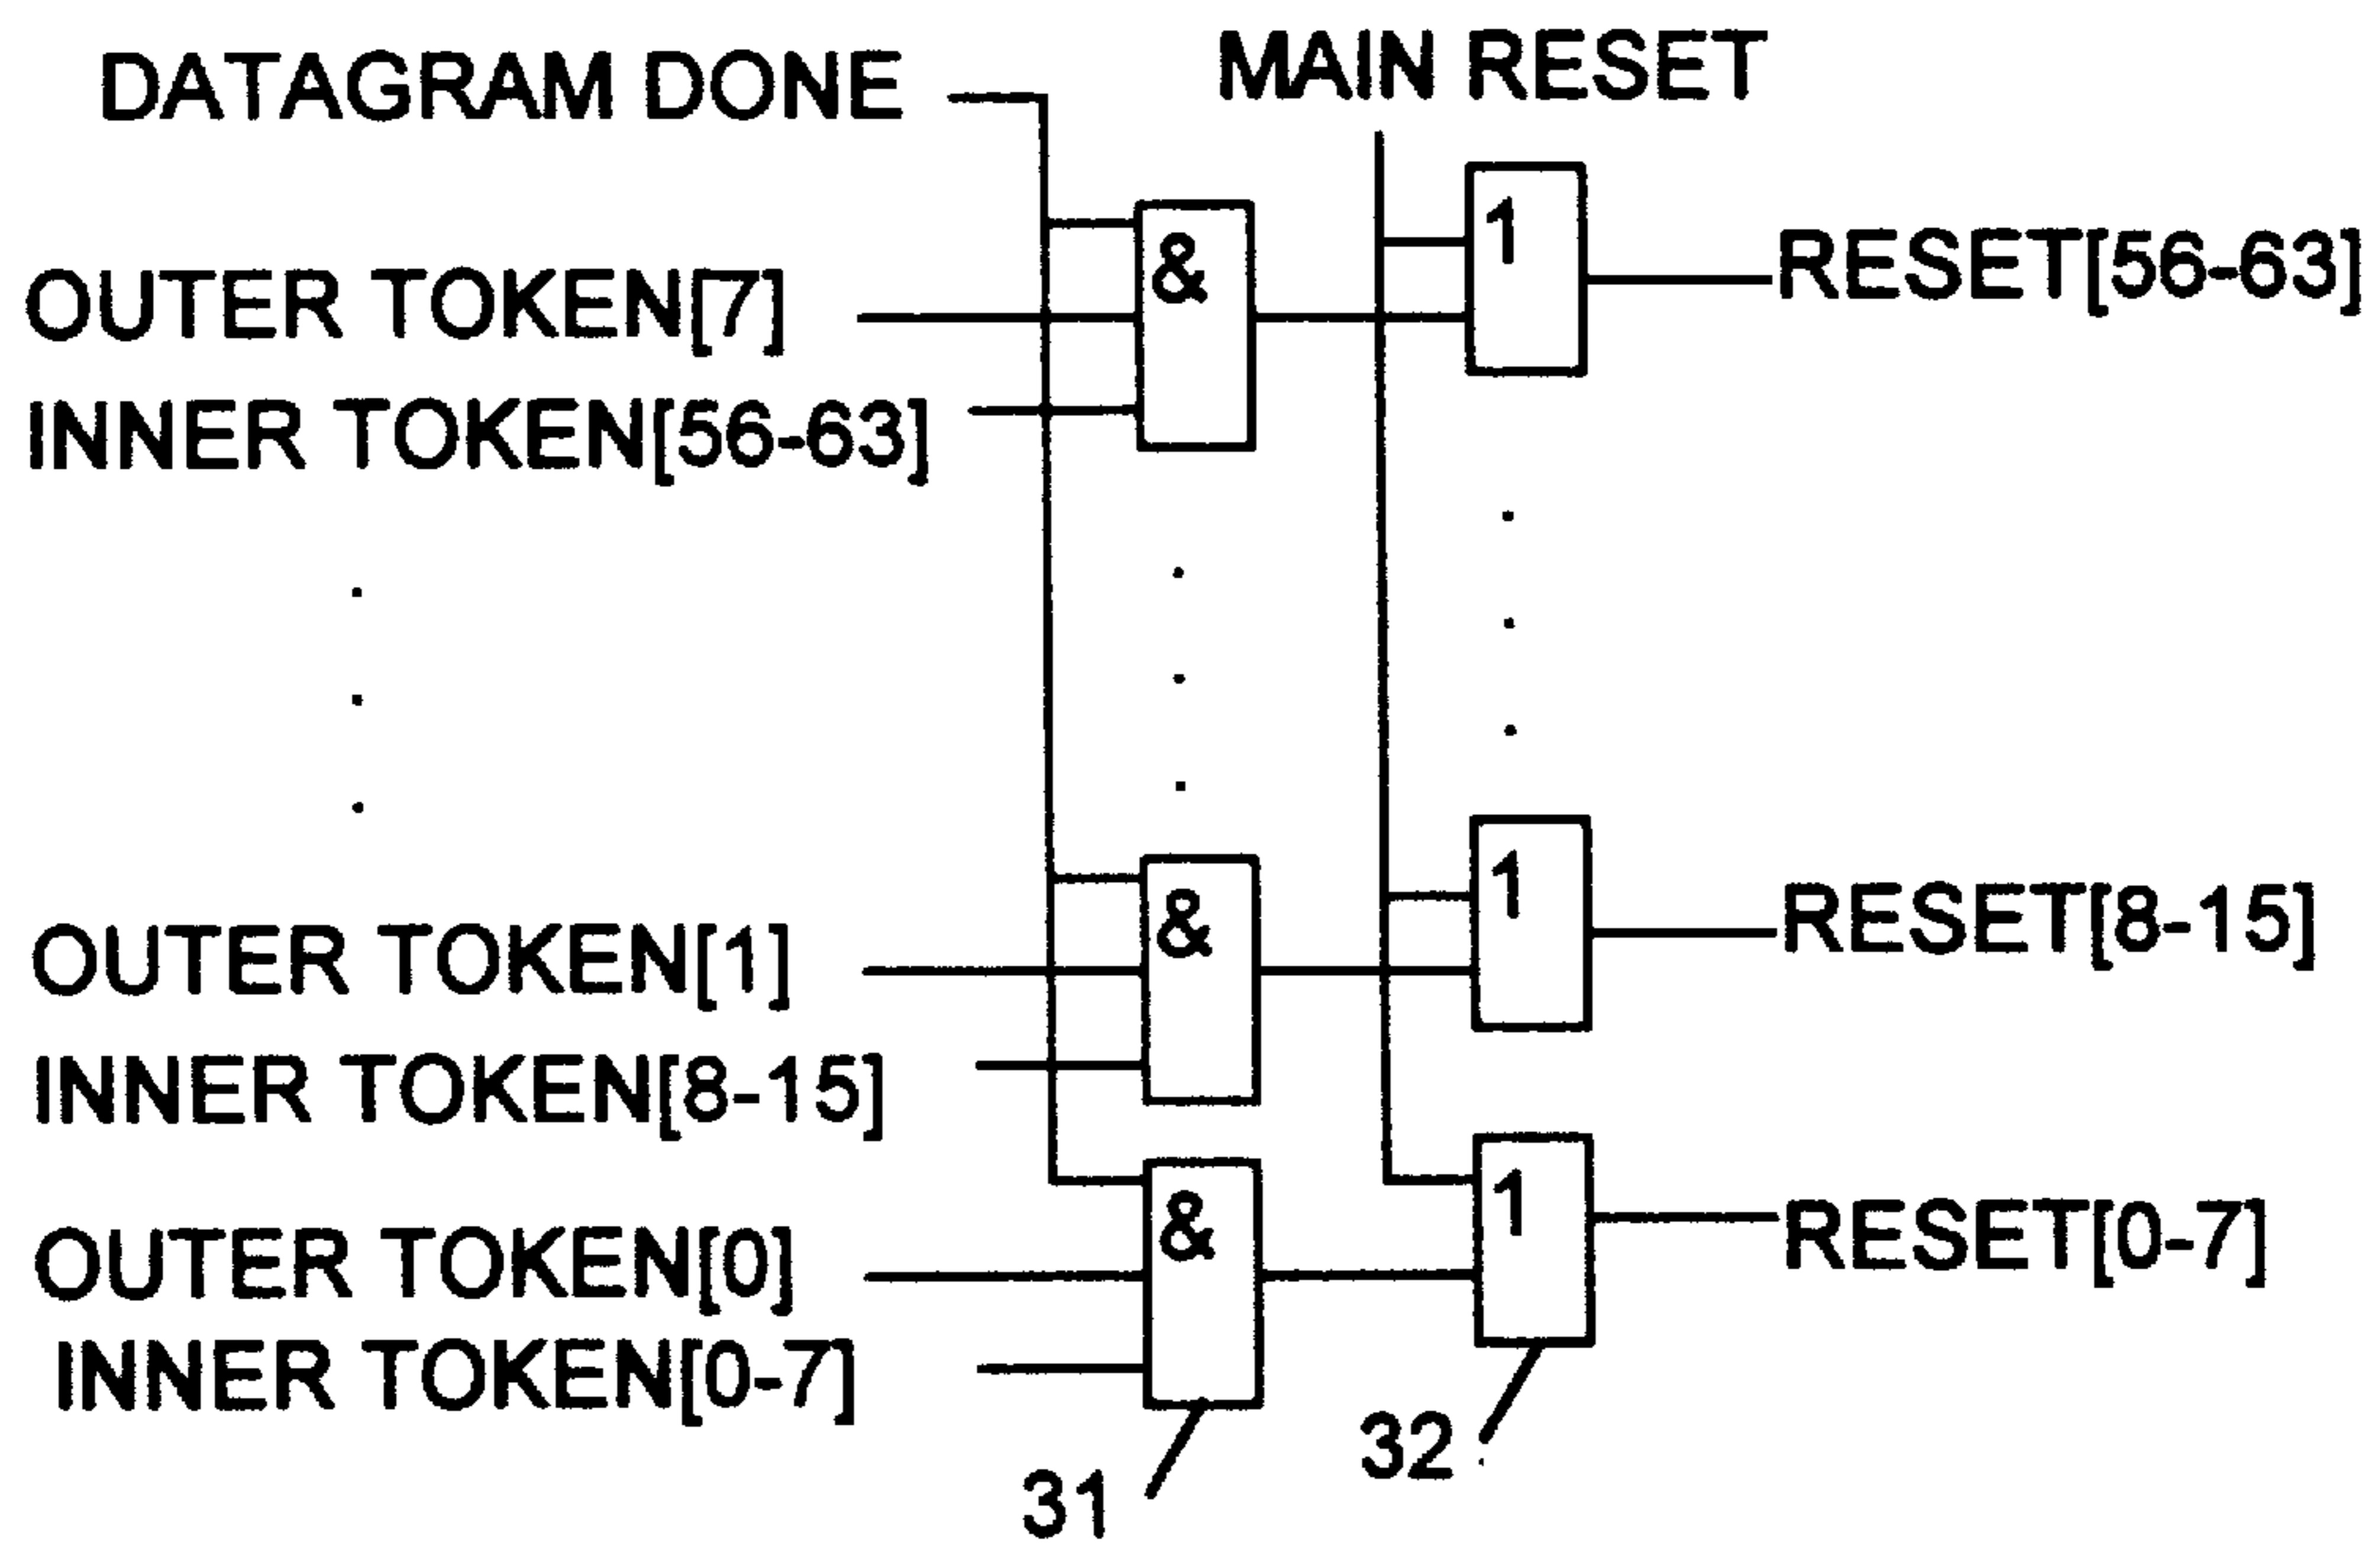 DATAGRAM DONE
MAIN RESET
&
1
RESET[56-63]
OUTER TOKEN[7]
INNER TOKEN[56-63]
&
1
RESET[8-15]
OUTER TOKEN[1]
INNER TOKEN[8-15]
&
1
RESET[0-7]
OUTER TOKEN[0]
INNER TOKEN[0-7]
31
32